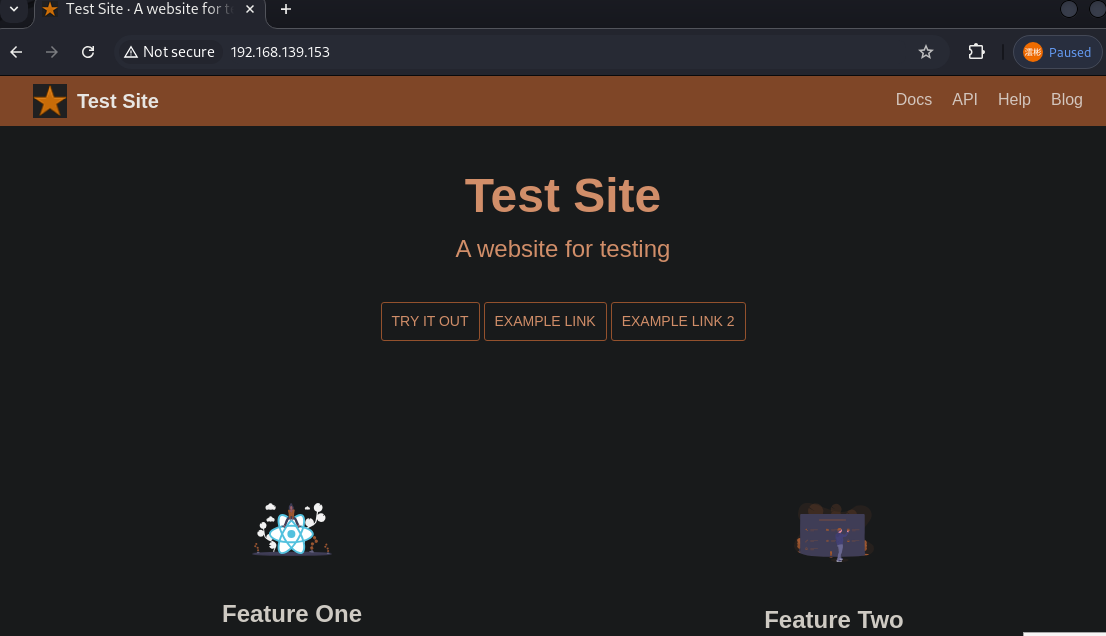 Test Site · A website for t
Not secure 192.168.139.153
Paused
Test Site
Docs API Help Blog
Test Site
A website for testing
TRY IT OUT EXAMPLE LINK EXAMPLE LINK 2
Feature One
Feature Two